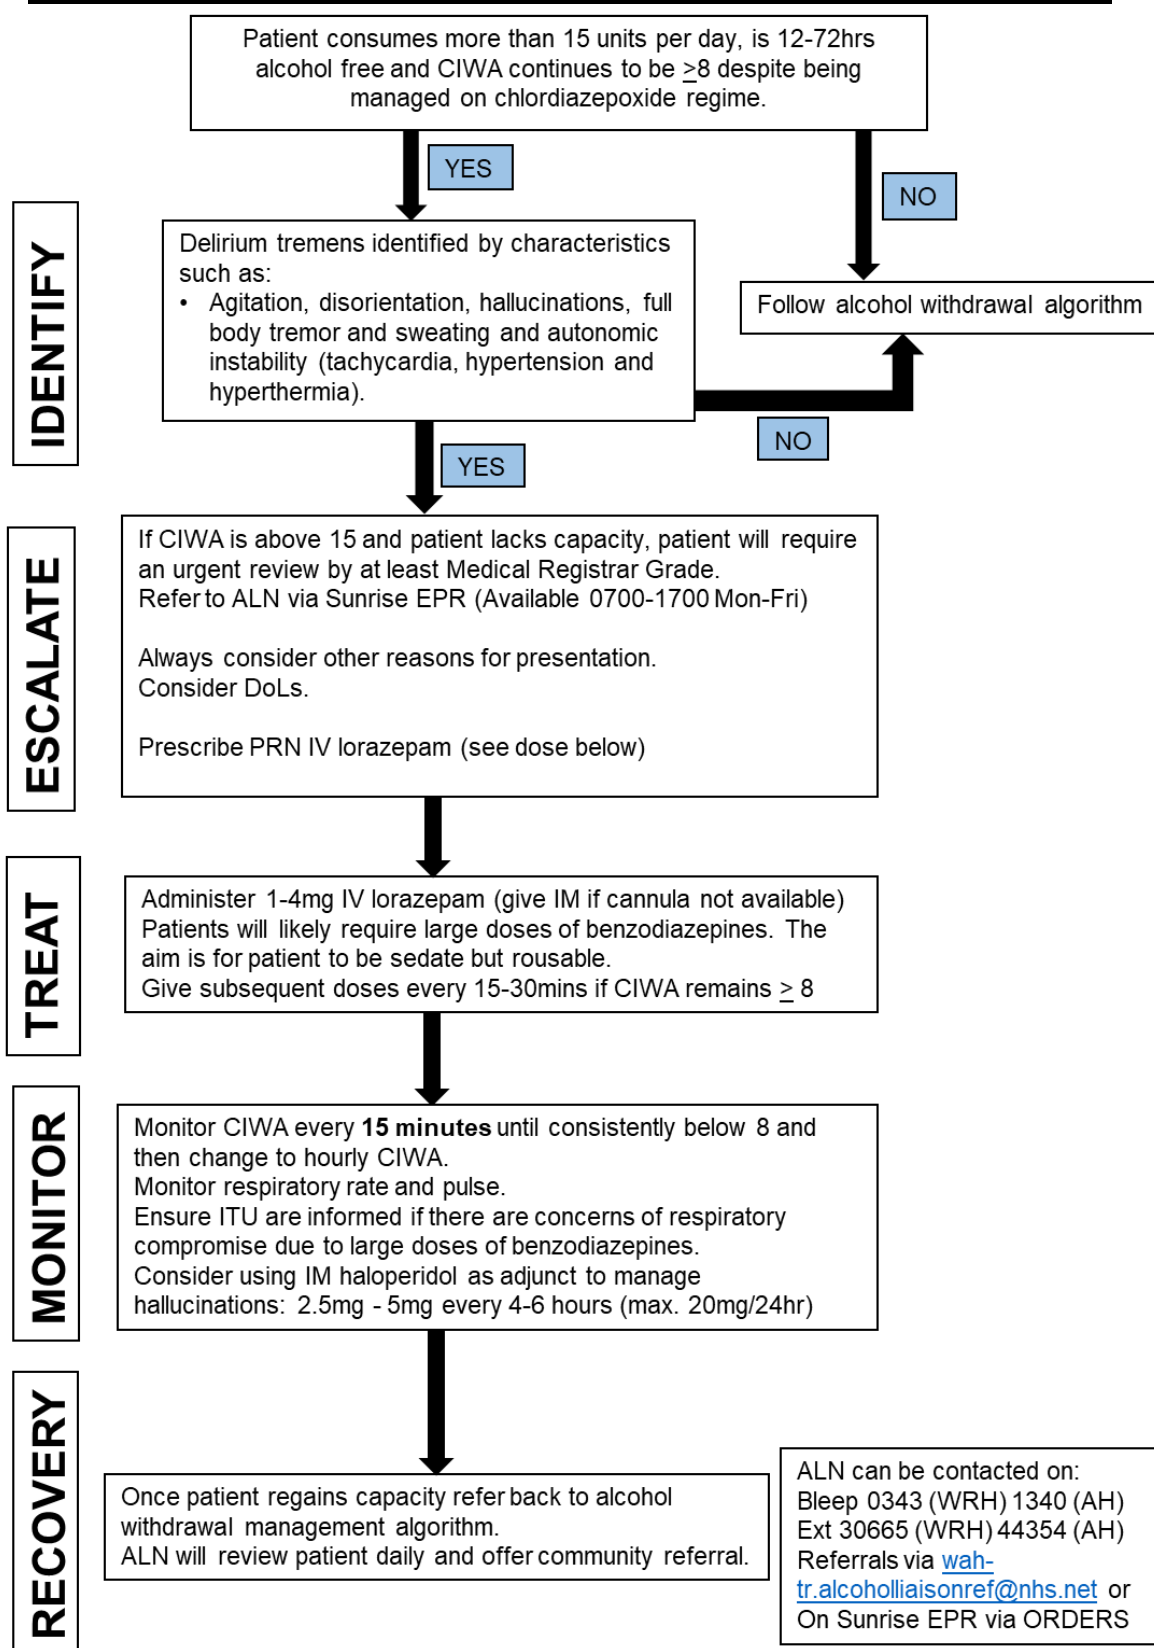 Patient consumes more than 15 units per day, is 12-72hrs
alcohol free and CIWA continues to be ≥8 despite being
managed on chlordiazepoxide regime.
YES
NO
IDENTIFY
Delirium tremens identified by characteristics
such as:
• Agitation, disorientation, hallucinations, full
body tremor and sweating and autonomic
instability (tachycardia, hypertension and
hyperthermia).
Follow alcohol withdrawal algorithm
NO
YES
ESCALATE
If CIWA is above 15 and patient lacks capacity, patient will require
an urgent review by at least Medical Registrar Grade.
Refer to ALN via Sunrise EPR (Available 0700-1700 Mon-Fri)
Always consider other reasons for presentation.
Consider DoLs.
Prescribe PRN IV lorazepam (see dose below)
TREAT
Administer 1-4mg IV lorazepam (give IM if cannula not available)
Patients will likely require large doses of benzodiazepines. The
aim is for patient to be sedate but rousable.
Give subsequent doses every 15-30mins if CIWA remains ≥ 8
MONITOR
Monitor CIWA every 15 minutes until consistently below 8 and
then change to hourly CIWA.
Monitor respiratory rate and pulse.
Ensure ITU are informed if there are concerns of respiratory
compromise due to large doses of benzodiazepines.
Consider using IM haloperidol as adjunct to manage
hallucinations: 2.5mg - 5mg every 4-6 hours (max. 20mg/24hr)
RECOVERY
Once patient regains capacity refer back to alcohol
withdrawal management algorithm.
ALN will review patient daily and offer community referral.
ALN can be contacted on:
Bleep 0343 (WRH) 1340 (AH)
Ext 30665 (WRH) 44354 (AH)
Referrals via wah-
tr.alcoholliaisonref@nhs.net or
On Sunrise EPR via ORDERS